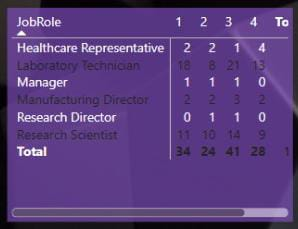 JobRole 1 2 3 4 To
Healthcare Representative 2 2 1 4
Laboratory Technician 18 8 21 13
Manager 1 1 1 0
Manufacturing Director 2 2 3 2
Research Director 0 1 1 0
Research Scientist 11 10 14 9
Total 34 24 41 28 1